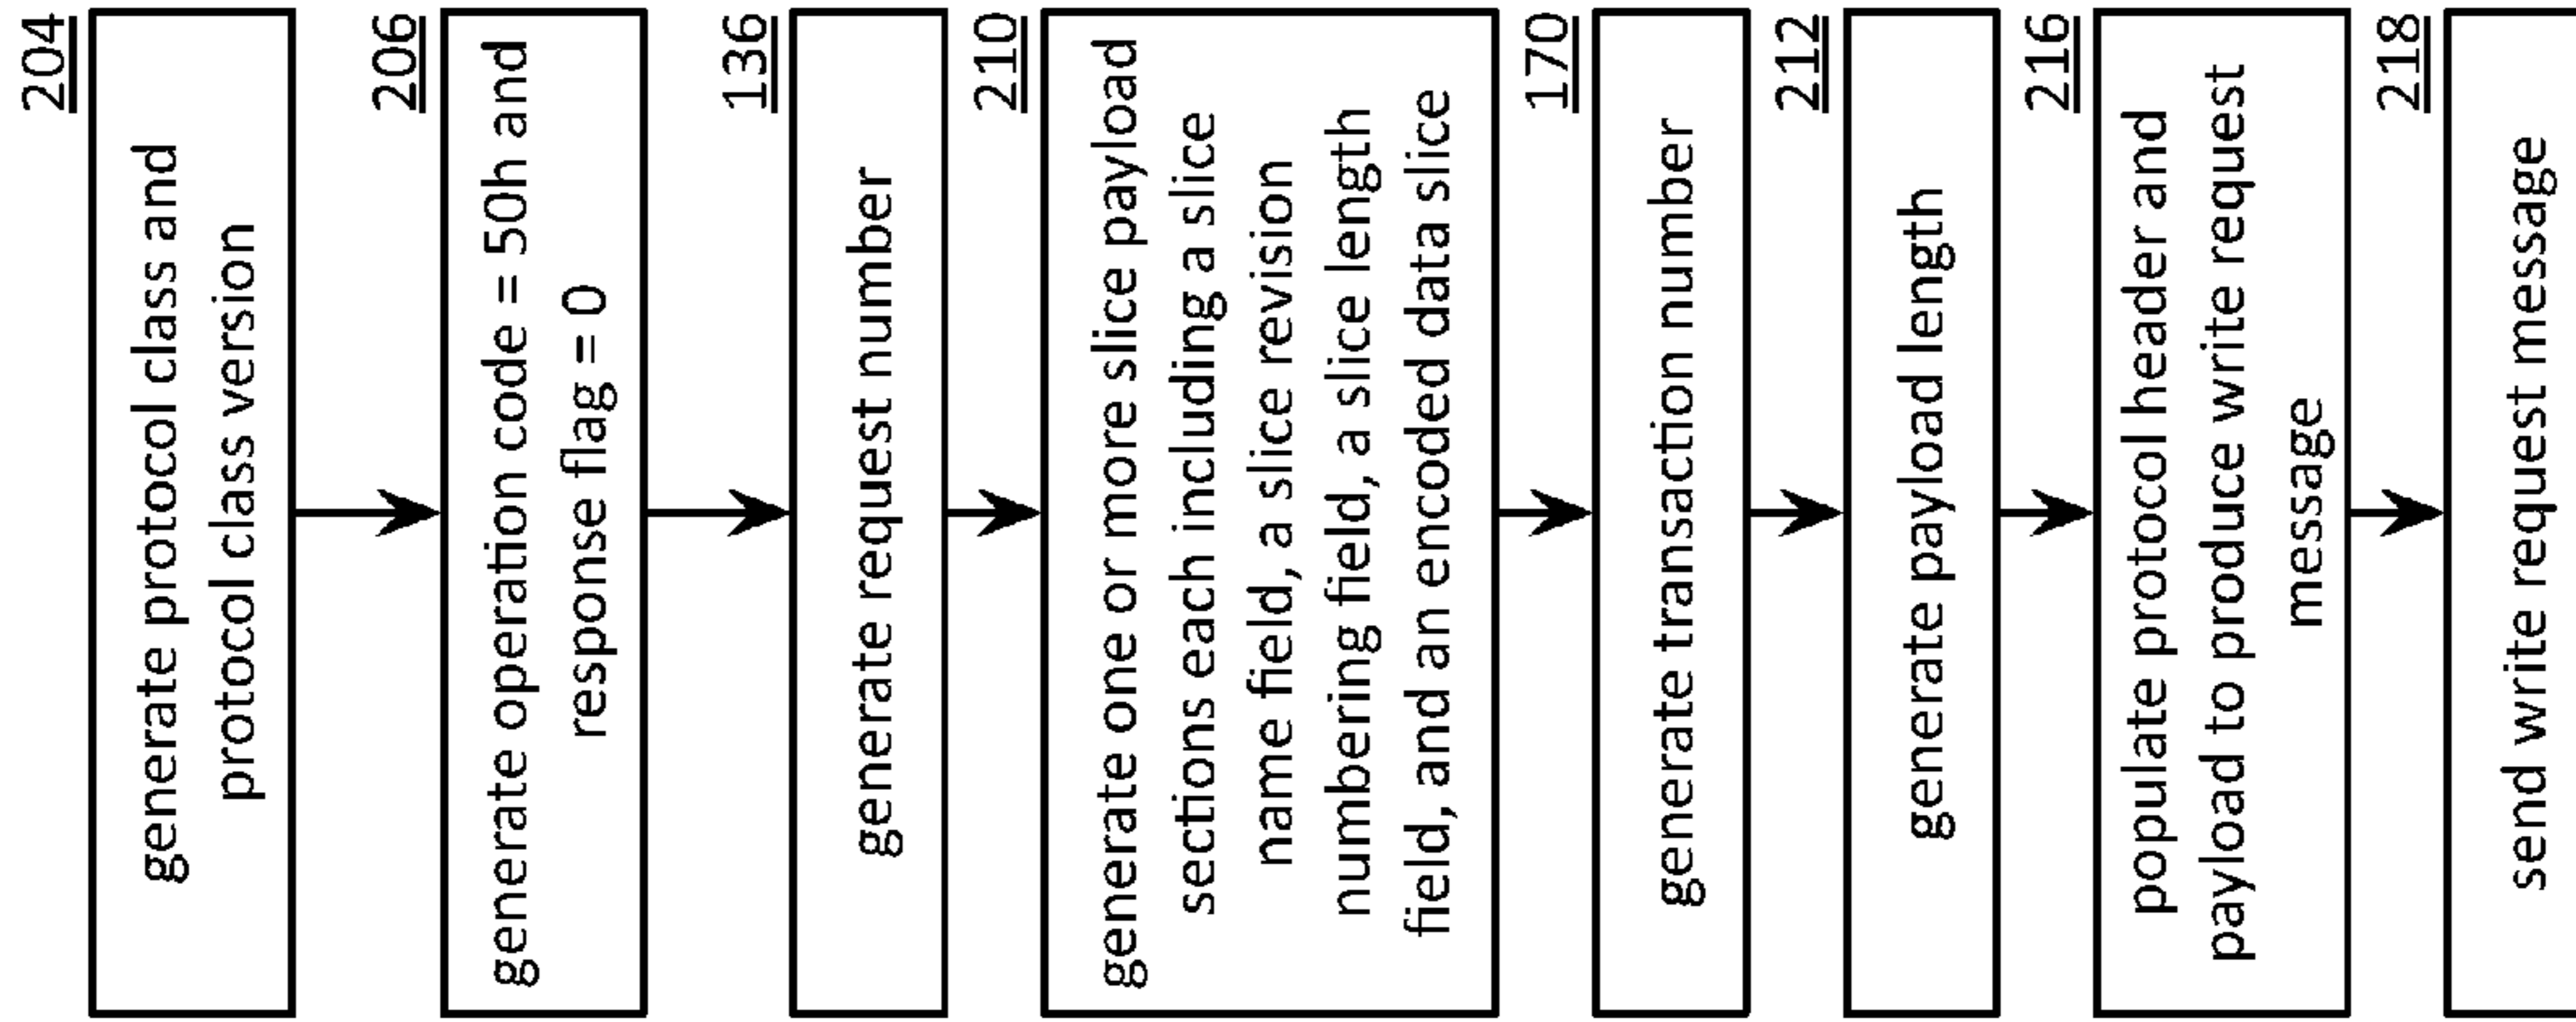 204
generate protocol class and
protocol class version
206
generate operation code = 50h and
response flag = 0
136
generate request number
210
generate one or more slice payload
sections each including a slice
name field, a slice revision
numbering field, a slice length
field, and an encoded data slice
170
generate transaction number
212
generate payload length
216
populate protocol header and
payload to produce write request
message
218
send write request message